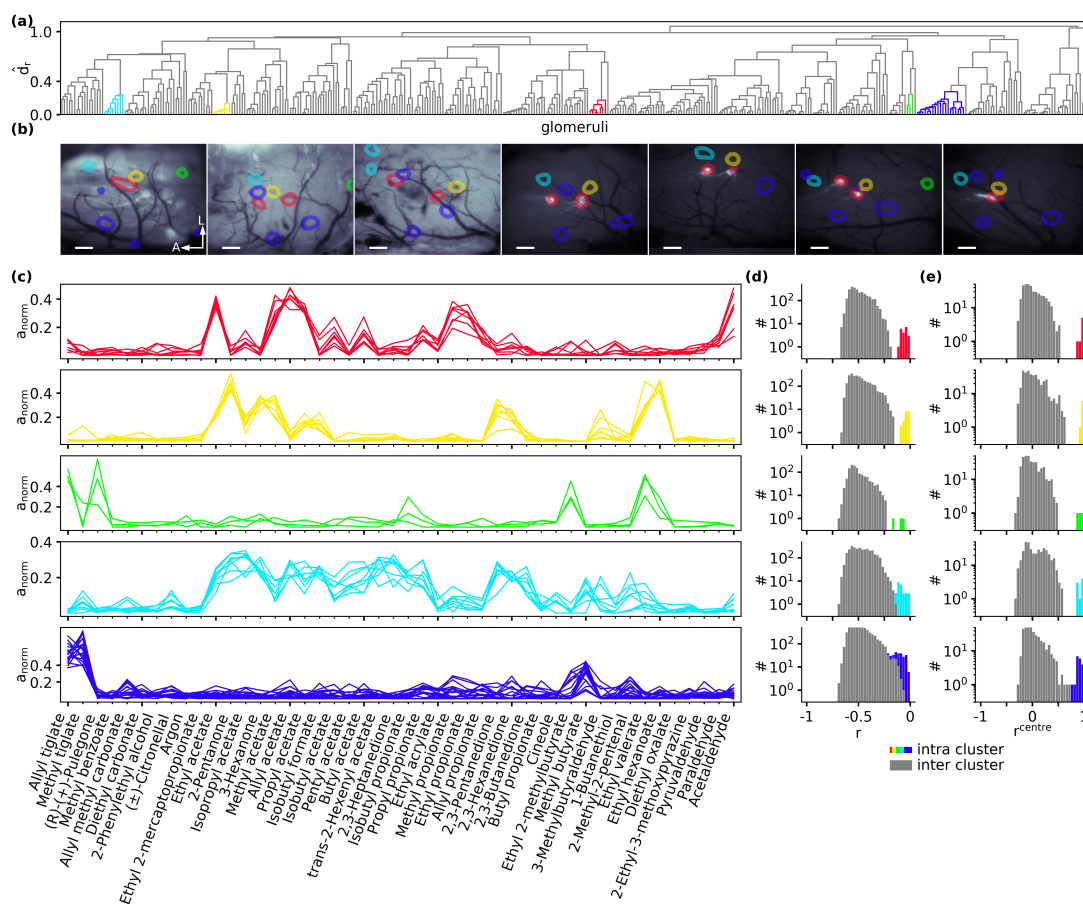 (a)
1.0
0.4
0.0
d̂r
glomeruli
(b)
L
A
(c)
(d)
(e)
anorm
0.4
0.2
#
10²
10¹
10⁰
#
10¹
10⁰
anorm
0.4
0.2
#
10²
10¹
10⁰
#
10¹
10⁰
anorm
0.4
0.2
#
10²
10¹
10⁰
#
10¹
10⁰
anorm
0.4
0.2
#
10²
10¹
10⁰
#
10¹
10⁰
anorm
0.4
0.2
#
10²
10¹
10⁰
#
10¹
10⁰
-1
-0.5
0
r
-1
0
1
rcentre
intra cluster
inter cluster
Allyl tiglate
Methyl tiglate
(R)-(+)-Pulegone
Methyl benzoate
Allyl methyl carbonate
Diethyl carbonate
2-Phenylethyl alcohol
(±)-Citronellal
Argon
Ethyl 2-mercaptopropionate
Ethyl acetate
2-Pentanone
Propyl acetate
3-Hexanone
Isopropyl acetate
Methyl acetate
Allyl acetate
Propyl formate
Isobutyl formate
Isobutyl acetate
Pentyl acetate
Butyl acetate
trans-2-Hexenyl acetate
2,3-Heptanedione
Isobutyl propionate
Propyl propionate
Ethyl acrylate
Methyl propionate
Ethyl propionate
Allyl propionate
2,3-Pentanedione
2,3-Hexanedione
2,3-Butanedione
Butyl propionate
Cineole
Ethyl 2-methylbutyrate
Methyl butyrate
3-Methylbutyraldehyde
1-Butanethiol
2-Methyl-2-pentenal
Ethyl valerate
Ethyl hexanoate
Diethyl oxalate
2-Ethyl-3-methoxypyrazine
Pyruvaldehyde
Paraldehyde
Acetaldehyde